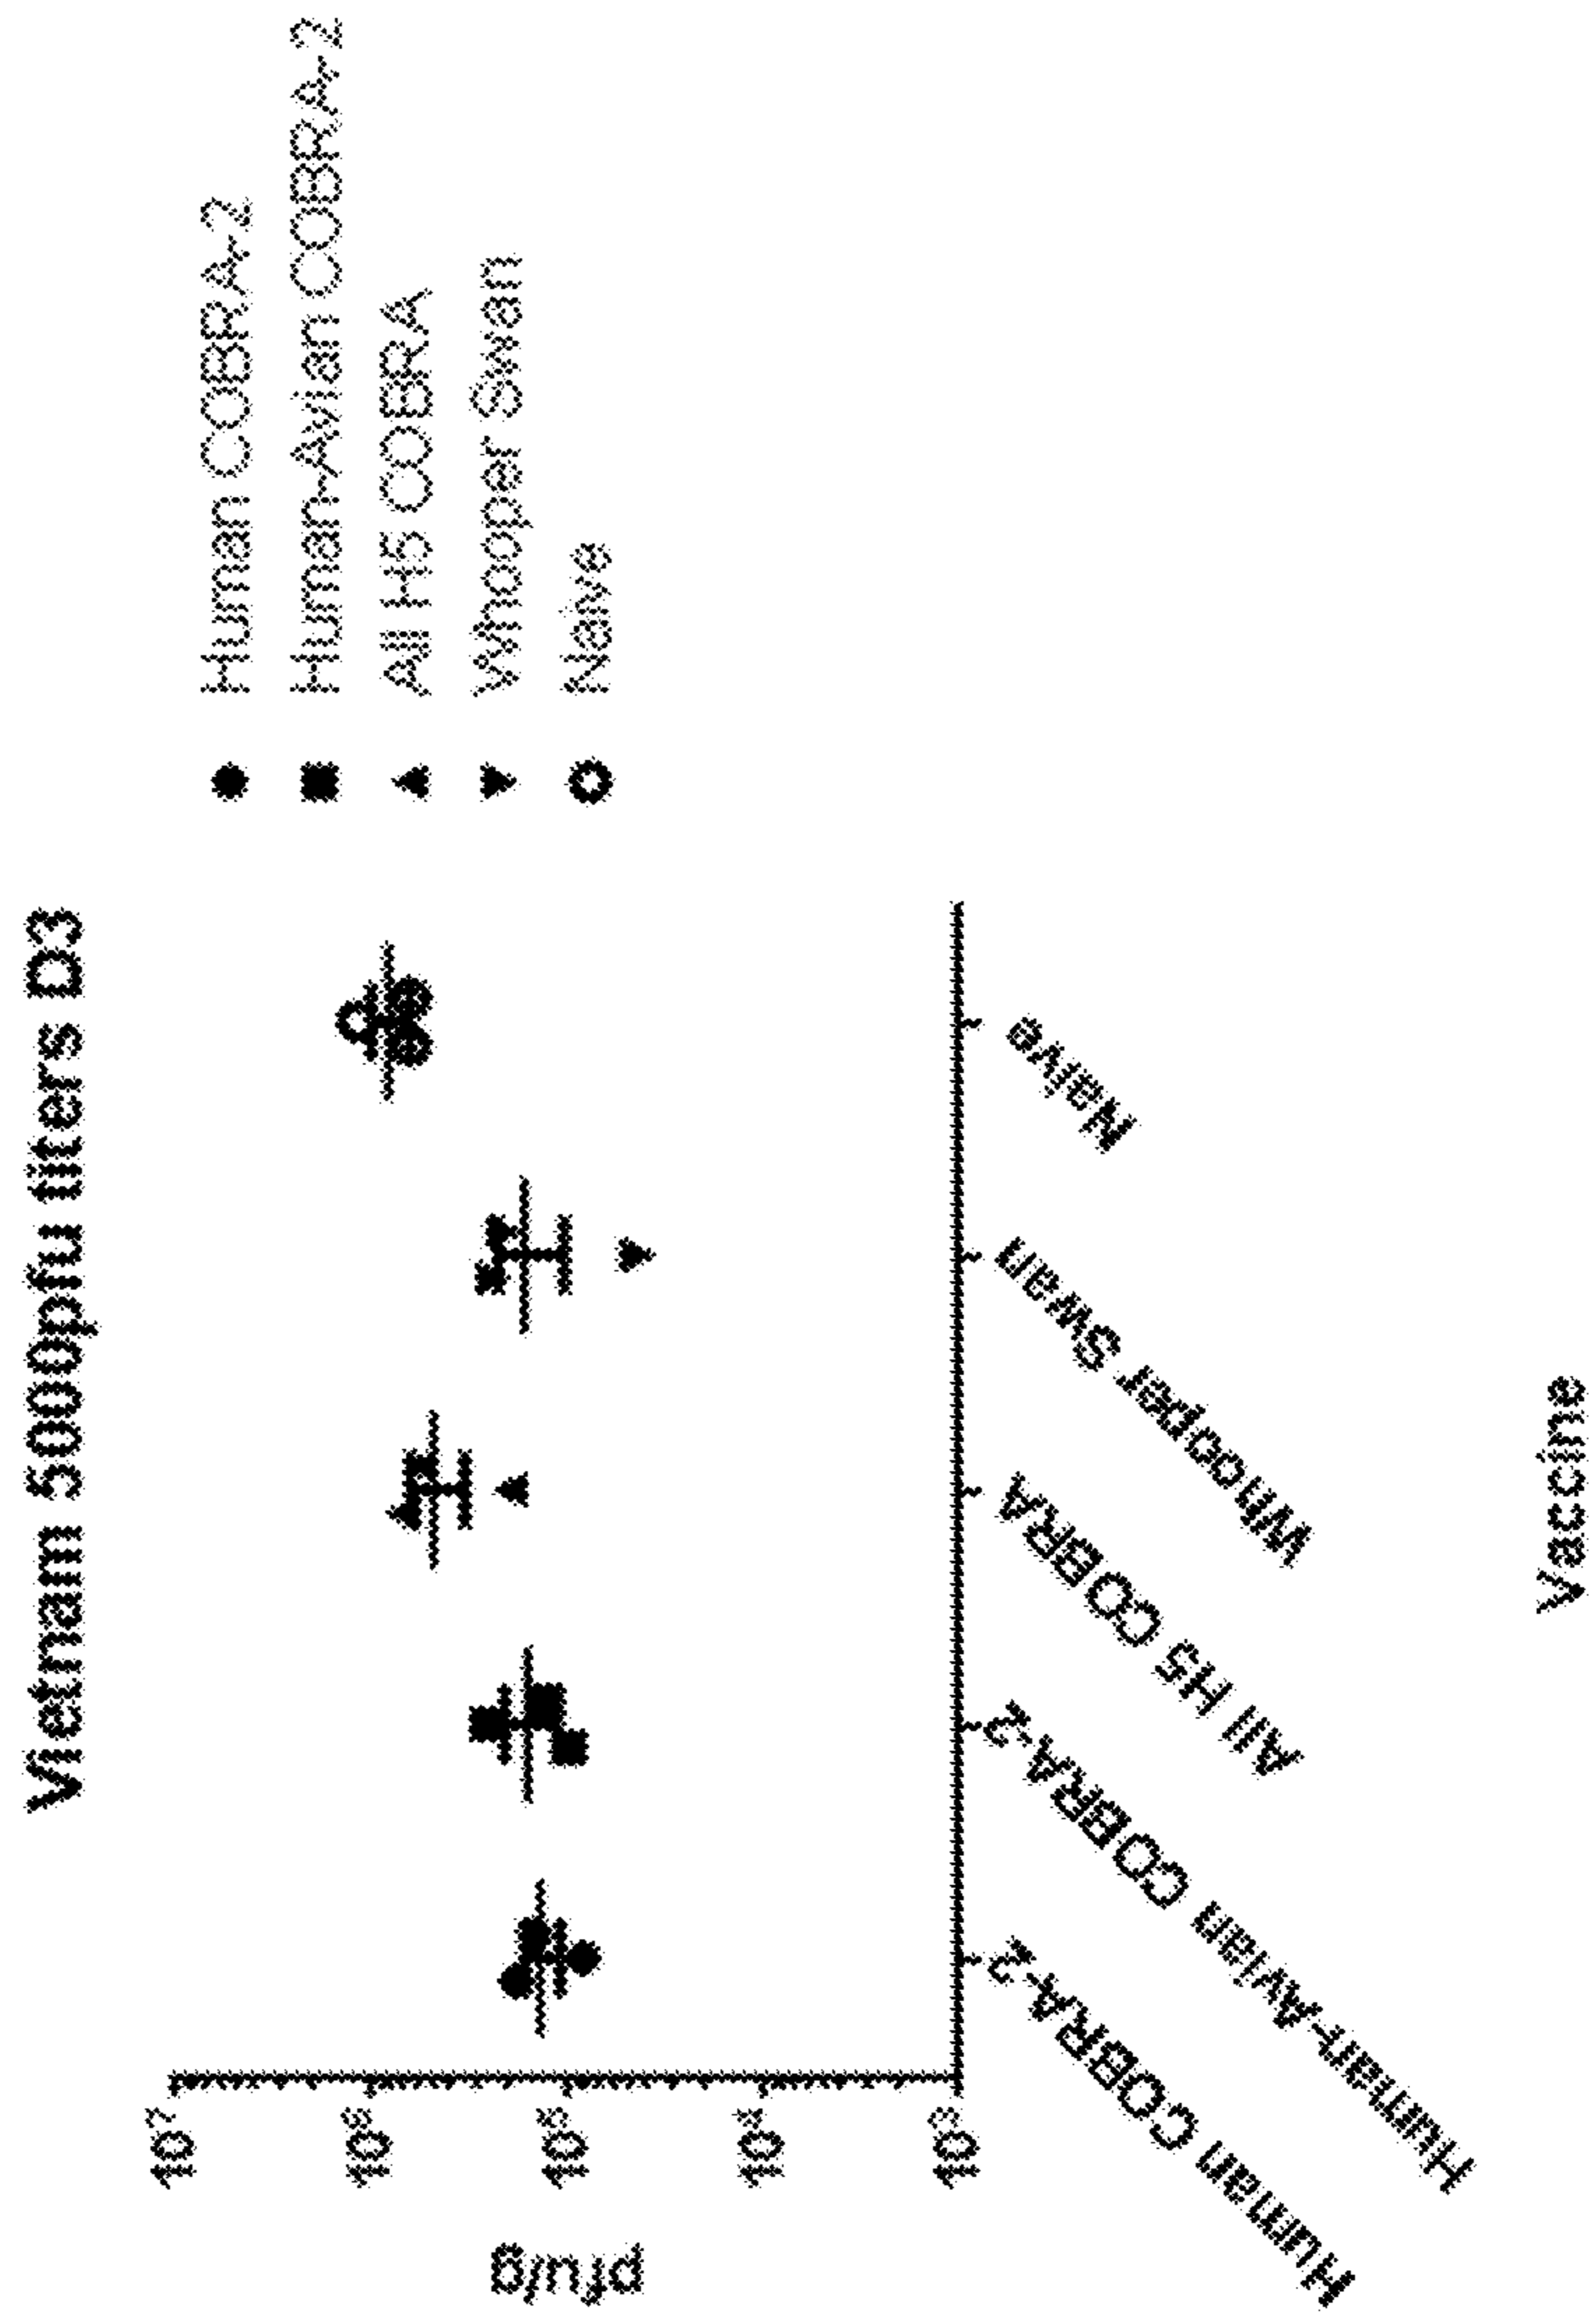 Vietnam 5000pfu titers D3
pfu/g
10⁷
10⁶
10⁵
10⁴
10³
Human COBRA-2
Human-Avian COBRA-2
All H5 COBRA
Whooper Swan
Naive
Vaccine
Human COBRA-2
Human-Avian COBRA-2
All H5 COBRA
Whooper Swan
Naive